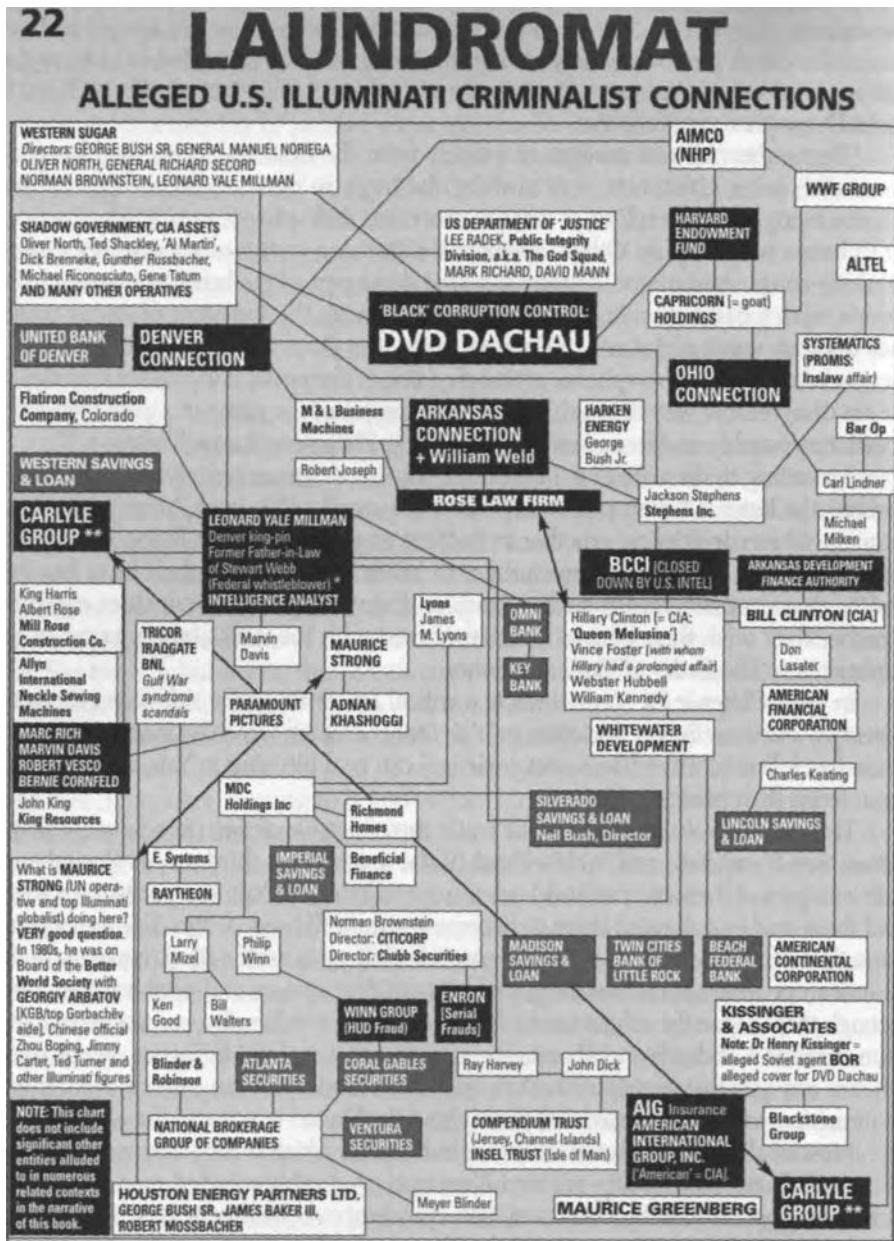 22
LAUNDROMAT
ALLEGED U.S. ILLUMINATI CRIMINALIST CONNECTIONS
WESTERN SUGAR
Directors: GEORGE BUSH SR, GENERAL MANUEL NORIEGA
OLIVER NORTH, GENERAL RICHARD SECORD
NORMAN BROWNSTEIN, LEONARD YALE MILLMAN
AIMCO
(NHP)
WWF GROUP
SHADOW GOVERNMENT, CIA ASSETS
Oliver North, Ted Shackley, 'Al Martin',
Dick Brenneke, Gunther Russbacher,
Michael Riconosciuto, Gene Tatum
AND MANY OTHER OPERATIVES
US DEPARTMENT OF 'JUSTICE'
LEE RADEK, Public Integrity
Division, a.k.a. The God Squad,
MARK RICHARD, DAVID MANN
HARVARD
ENDOWMENT
FUND
ALTEL
CAPRICORN [= goat]
HOLDINGS
'BLACK' CORRUPTION CONTROL:
DVD DACHAU
UNITED BANK
OF DENVER
DENVER
CONNECTION
SYSTEMATICS
(PROMIS:
Inslaw affair)
OHIO
CONNECTION
Flatiron Construction
Company, Colorado
M & L Business
Machines
ARKANSAS
CONNECTION
+ William Weld
HARKEN
ENERGY
George
Bush Jr.
Bar Op
WESTERN SAVINGS
& LOAN
Robert Joseph
Carl Lindner
ROSE LAW FIRM
Jackson Stephens
Stephens Inc.
CARLYLE
GROUP **
LEONARD YALE MILLMAN
Denver king-pin
Former Father-in-Law
of Stewart Webb
(Federal whistleblower).*
INTELLIGENCE ANALYST
Michael
Milken
BCCI [CLOSED
DOWN BY U.S. INTEL]
ARKANSAS DEVELOPMENT
FINANCE AUTHORITY
King Harris
Albert Rose
Mill Rose
Construction Co.
Allyn
International
Neckle Sewing
Machines
TRICOR
IRAQGATE
BNL
Gulf War
syndrome
scandals
Marvin
Davis
MAURICE
STRONG
Lyons
James
M. Lyons
OMNI
BANK
KEY
BANK
Hillary Clinton [= CIA:
'Queen Melusina']
Vince Foster [with whom
Hillary had a prolonged affair]
Webster Hubbell
William Kennedy
BILL CLINTON [CIA]
Don
Lasater
PARAMOUNT
PICTURES
ADNAN
KHASHOGGI
AMERICAN
FINANCIAL
CORPORATION
MARC RICH
MARVIN DAVIS
ROBERT VESCO
BERNIE CORNFELD
WHITEWATER
DEVELOPMENT
John King
King Resources
MDC
Holdings Inc
Richmond
Homes
SILVERADO
SAVINGS & LOAN
Neil Bush, Director
Charles Keating
LINCOLN SAVINGS
& LOAN
What is MAURICE
STRONG (UN opera-
tive and top Illuminati
globalist) doing here?
VERY good question.
In 1980s, he was on
Board of the Better
World Society with
GEORGIY ARBATOV
[KGB/top Gorbachëv
aide], Chinese official
Zhou Boping, Jimmy
Carter, Ted Turner and
other Illuminati figures
E. Systems
RAYTHEON
IMPERIAL
SAVINGS
& LOAN
Beneficial
Finance
Larry
Mizel
Philip
Winn
Norman Brownstein
Director: CITICORP
Director: Chubb Securities
MADISON
SAVINGS &
LOAN
TWIN CITIES
BANK OF
LITTLE ROCK
BEACH
FEDERAL
BANK
AMERICAN
CONTINENTAL
CORPORATION
Ken
Good
Bill
Walters
WINN GROUP
(HUD Fraud)
ENRON
[Serial
Frauds]
KISSINGER
& ASSOCIATES
Note: Dr Henry Kissinger =
alleged Soviet agent BOR
alleged cover for DVD Dachau
Blinder &
Robinson
ATLANTA
SECURITIES
CORAL GABLES
SECURITIES
Ray Harvey
John Dick
NOTE: This chart
does not include
significant other
entities alluded
to in numerous
related contexts
in the narrative
of this book.
NATIONAL BROKERAGE
GROUP OF COMPANIES
VENTURA
SECURITIES
COMPENDIUM TRUST
(Jersey, Channel Islands)
INSEL TRUST (Isle of Man)
AIG Insurance
AMERICAN
INTERNATIONAL
GROUP, INC.
['American' = CIA].
Blackstone
Group
HOUSTON ENERGY PARTNERS LTD.
GEORGE BUSH SR., JAMES BAKER III,
ROBERT MOSSBACHER
Meyer Blinder
MAURICE GREENBERG
CARLYLE
GROUP **